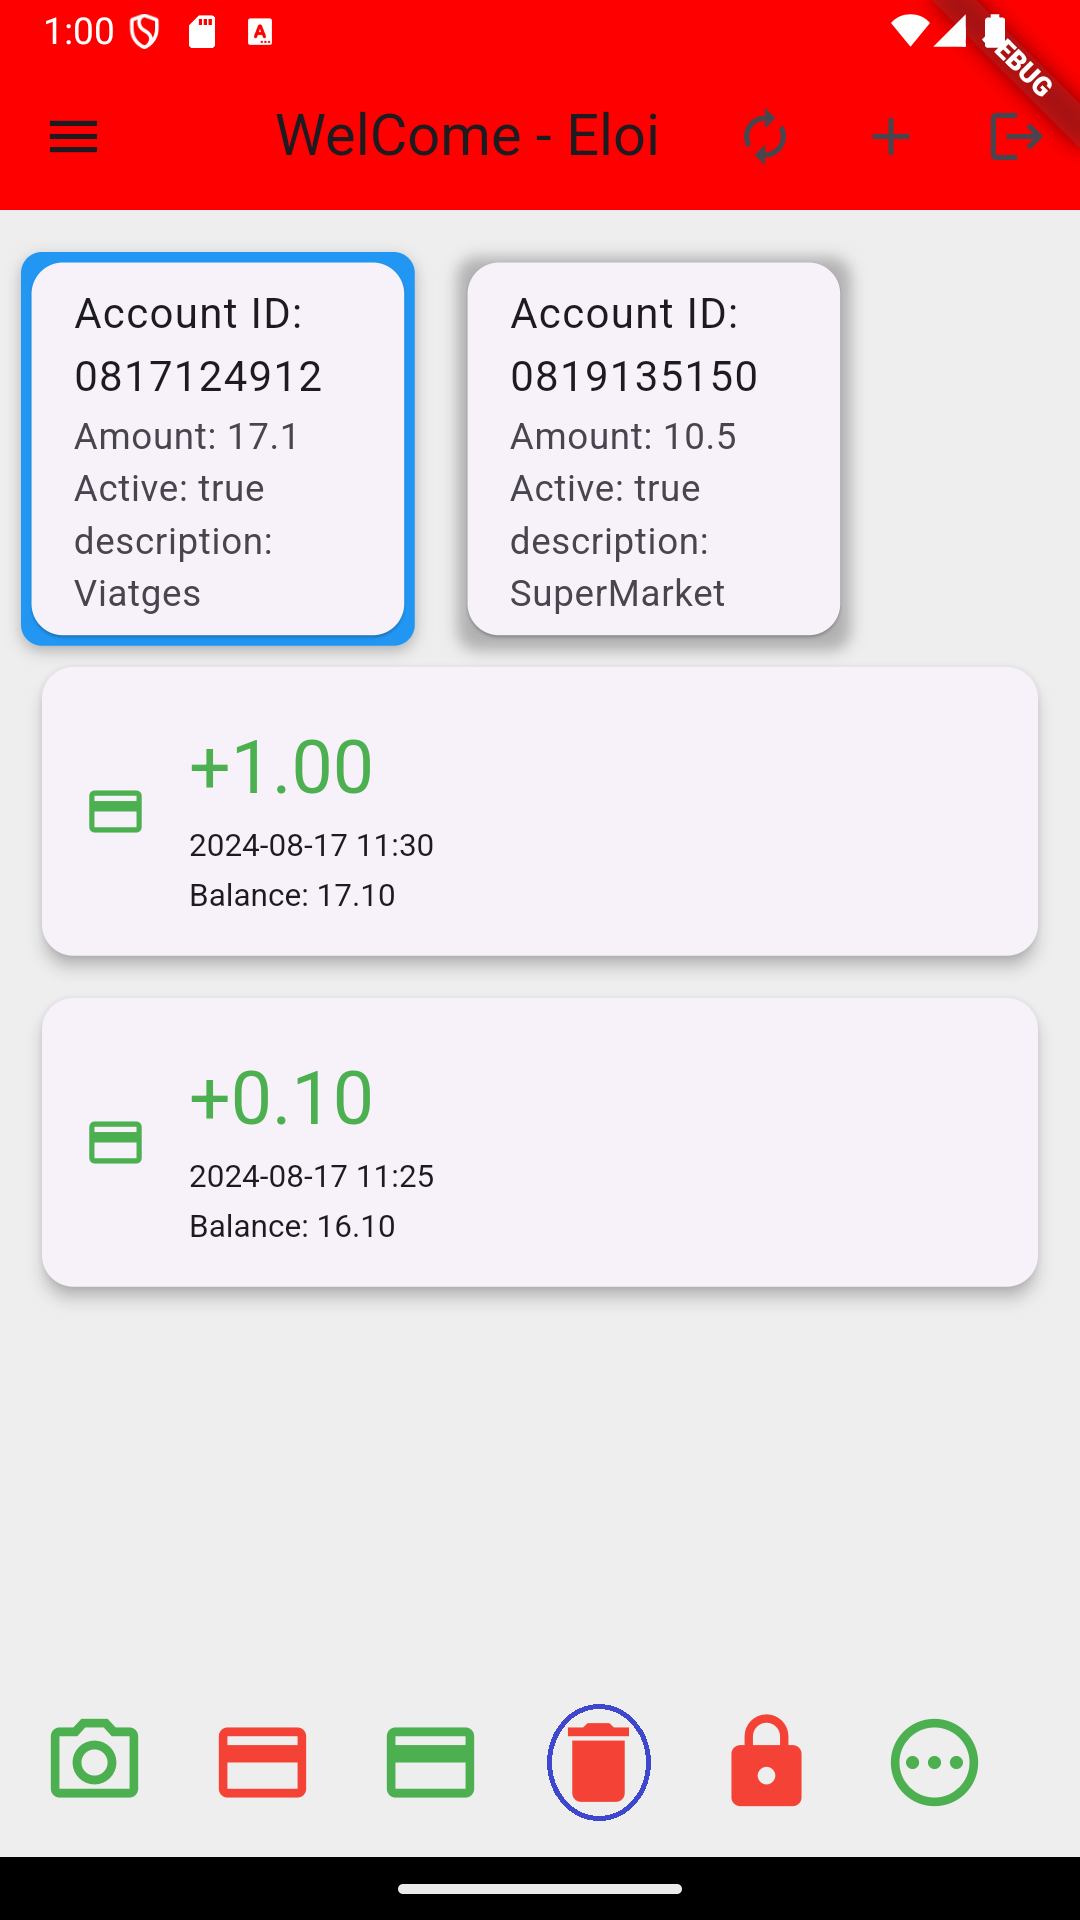 1:00
EBUG
WelCome - Eloi
Account ID:
0817124912
Amount: 17.1
Active: true
description:
Viatges
Account ID:
0819135150
Amount: 10.5
Active: true
description:
SuperMarket
+1.00
2024-08-17 11:30
Balance: 17.10
+0.10
2024-08-17 11:25
Balance: 16.10